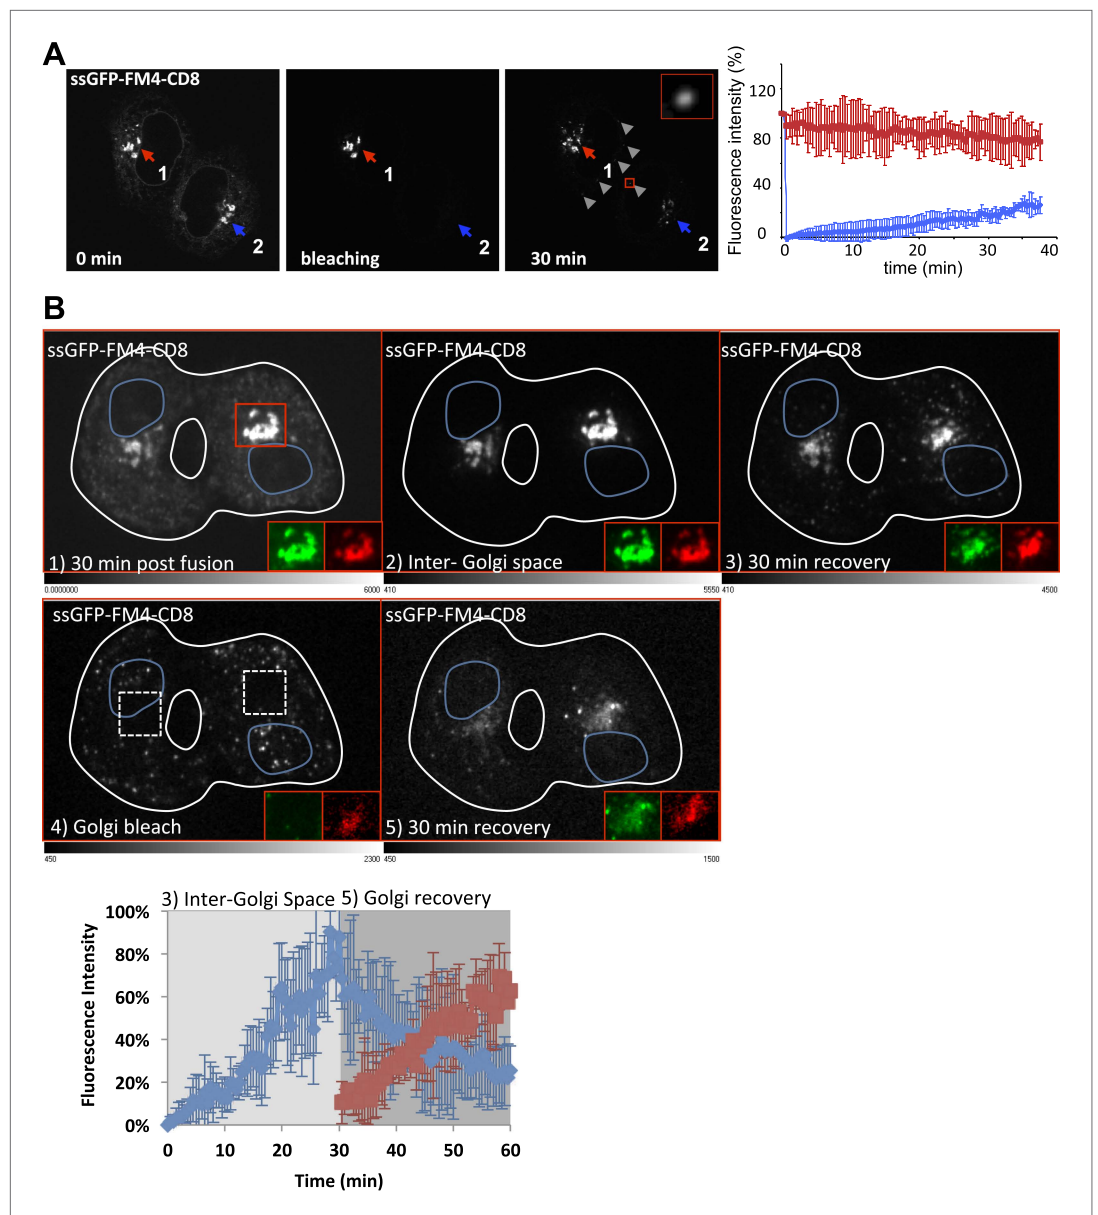 A
ssGFP-FM4-CD8
1
2
0 min
1
2
bleaching
1
2
30 min
Fluorescence intensity (%)
120
80
40
0
0
10
20
30
40
time (min)
B
ssGFP-FM4-CD8
1) 30 min post fusion
0.0000000
6000
ssGFP-FM4-CD8
2) Inter- Golgi space
410
5550
ssGFP-FM4-CD8
3) 30 min recovery
410
4500
ssGFP-FM4-CD8
4) Golgi bleach
450
2300
ssGFP-FM4-CD8
5) 30 min recovery
450
1500
3) Inter-Golgi Space 5) Golgi recovery
Fluorescence Intensity
100%
80%
60%
40%
20%
0%
0
10
20
30
40
50
60
Time (min)